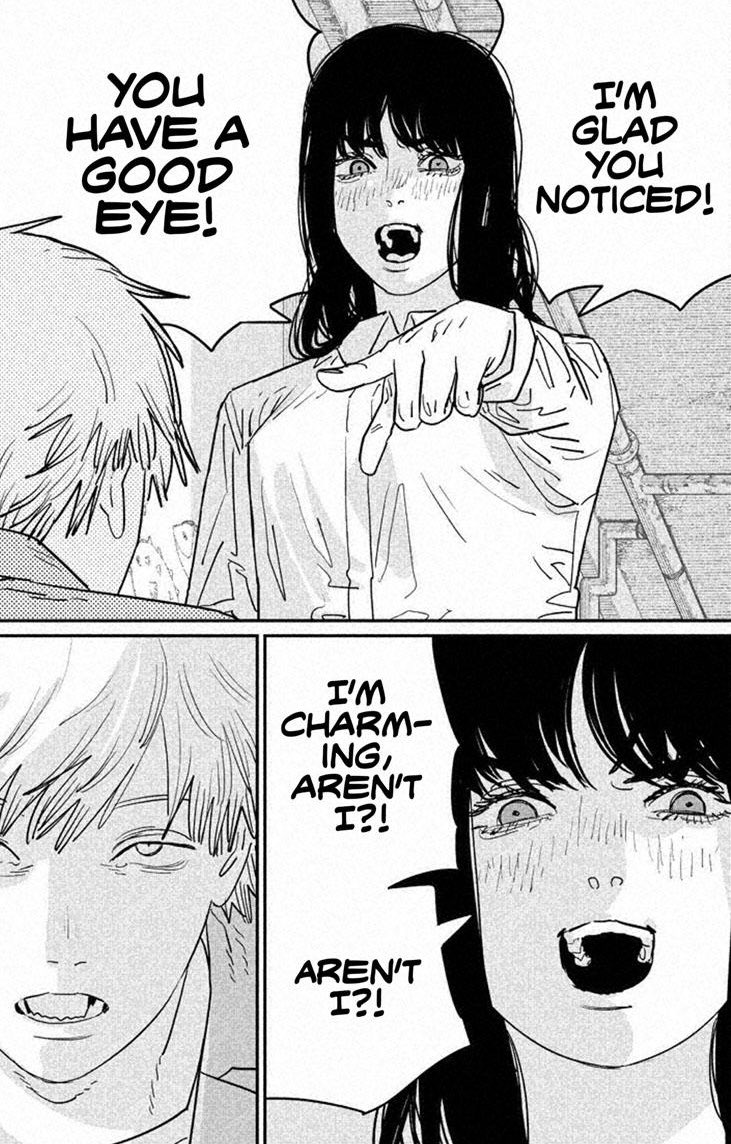 I'M
GLAD
YOU
NOTICED!
YOU
HAVE A
GOOD
EYE!
I'M
CHARM-
ING,
AREN'T
I?!
AREN'T
I?!